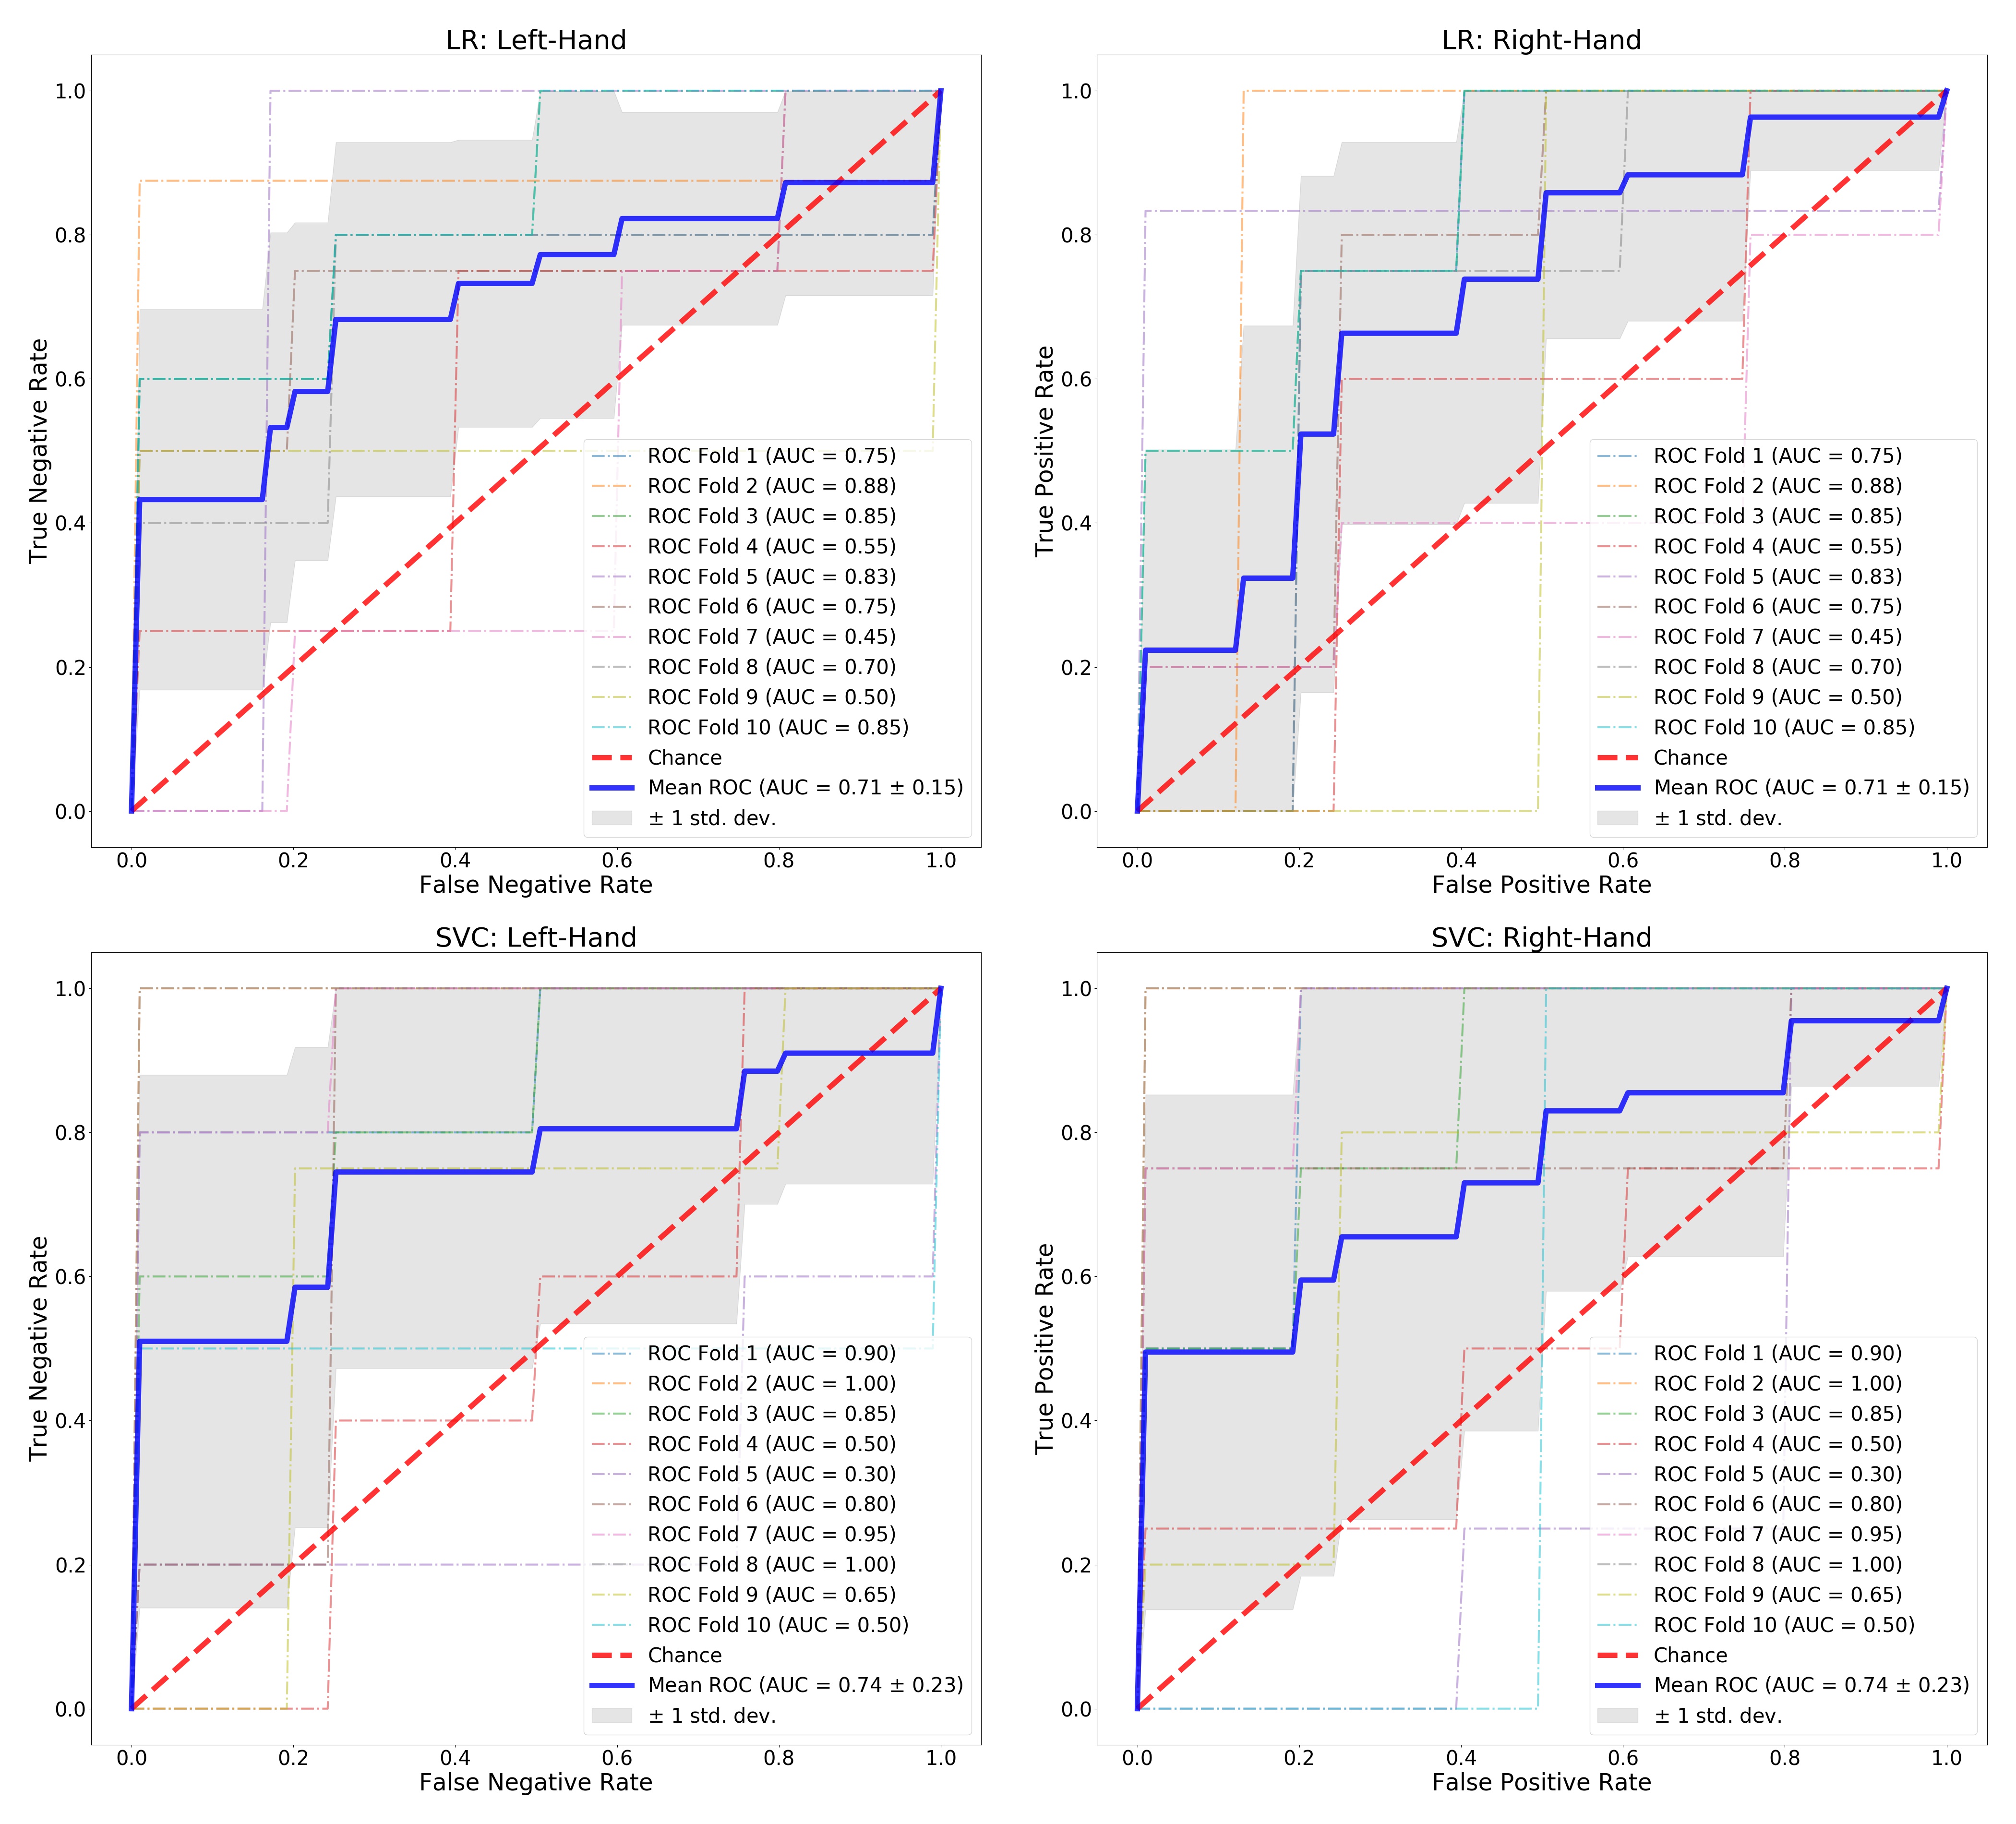 LR: Left-Hand
True Negative Rate
1.0
0.8
0.6
0.4
0.2
0.0
ROC Fold 1 (AUC = 0.75)
ROC Fold 2 (AUC = 0.88)
ROC Fold 3 (AUC = 0.85)
ROC Fold 4 (AUC = 0.55)
ROC Fold 5 (AUC = 0.83)
ROC Fold 6 (AUC = 0.75)
ROC Fold 7 (AUC = 0.45)
ROC Fold 8 (AUC = 0.70)
ROC Fold 9 (AUC = 0.50)
ROC Fold 10 (AUC = 0.85)
Chance
Mean ROC (AUC = 0.71 ± 0.15)
± 1 std. dev.
0.0 0.2 0.4 0.6 0.8 1.0
False Negative Rate
LR: Right-Hand
True Positive Rate
1.0
0.8
0.6
0.4
0.2
0.0
ROC Fold 1 (AUC = 0.75)
ROC Fold 2 (AUC = 0.88)
ROC Fold 3 (AUC = 0.85)
ROC Fold 4 (AUC = 0.55)
ROC Fold 5 (AUC = 0.83)
ROC Fold 6 (AUC = 0.75)
ROC Fold 7 (AUC = 0.45)
ROC Fold 8 (AUC = 0.70)
ROC Fold 9 (AUC = 0.50)
ROC Fold 10 (AUC = 0.85)
Chance
Mean ROC (AUC = 0.71 ± 0.15)
± 1 std. dev.
0.0 0.2 0.4 0.6 0.8 1.0
False Positive Rate
SVC: Left-Hand
True Negative Rate
1.0
0.8
0.6
0.4
0.2
0.0
ROC Fold 1 (AUC = 0.90)
ROC Fold 2 (AUC = 1.00)
ROC Fold 3 (AUC = 0.85)
ROC Fold 4 (AUC = 0.50)
ROC Fold 5 (AUC = 0.30)
ROC Fold 6 (AUC = 0.80)
ROC Fold 7 (AUC = 0.95)
ROC Fold 8 (AUC = 1.00)
ROC Fold 9 (AUC = 0.65)
ROC Fold 10 (AUC = 0.50)
Chance
Mean ROC (AUC = 0.74 ± 0.23)
± 1 std. dev.
0.0 0.2 0.4 0.6 0.8 1.0
False Negative Rate
SVC: Right-Hand
True Positive Rate
1.0
0.8
0.6
0.4
0.2
0.0
ROC Fold 1 (AUC = 0.90)
ROC Fold 2 (AUC = 1.00)
ROC Fold 3 (AUC = 0.85)
ROC Fold 4 (AUC = 0.50)
ROC Fold 5 (AUC = 0.30)
ROC Fold 6 (AUC = 0.80)
ROC Fold 7 (AUC = 0.95)
ROC Fold 8 (AUC = 1.00)
ROC Fold 9 (AUC = 0.65)
ROC Fold 10 (AUC = 0.50)
Chance
Mean ROC (AUC = 0.74 ± 0.23)
± 1 std. dev.
0.0 0.2 0.4 0.6 0.8 1.0
False Positive Rate